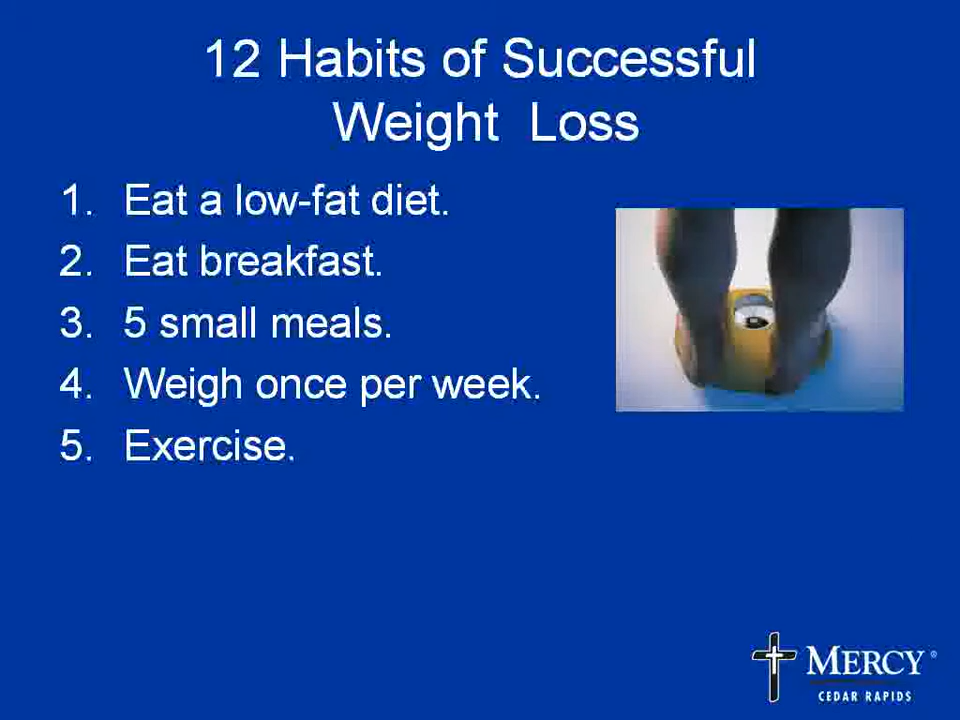 12 Habits of Successful
Weight Loss
1. Eat a low-fat diet.
2. Eat breakfast.
3. 5 small meals.
4. Weigh once per week.
5. Exercise.
MERCY®
CEDAR RAPIDS